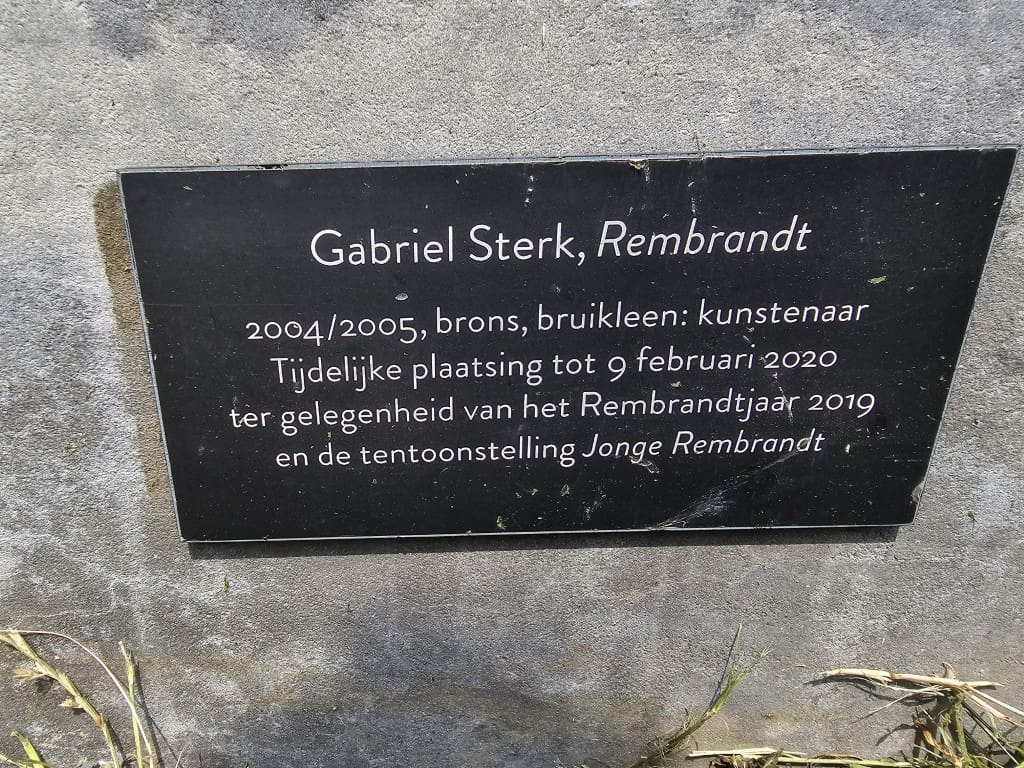 Gabriel Sterk, Rembrandt
2004/2005, brons, bruikleen: kunstenaar
Tijdelijke plaatsing tot 9 februari 2020
ter gelegenheid van het Rembrandtjaar 2019
en de tentoonstelling Jonge Rembrandt